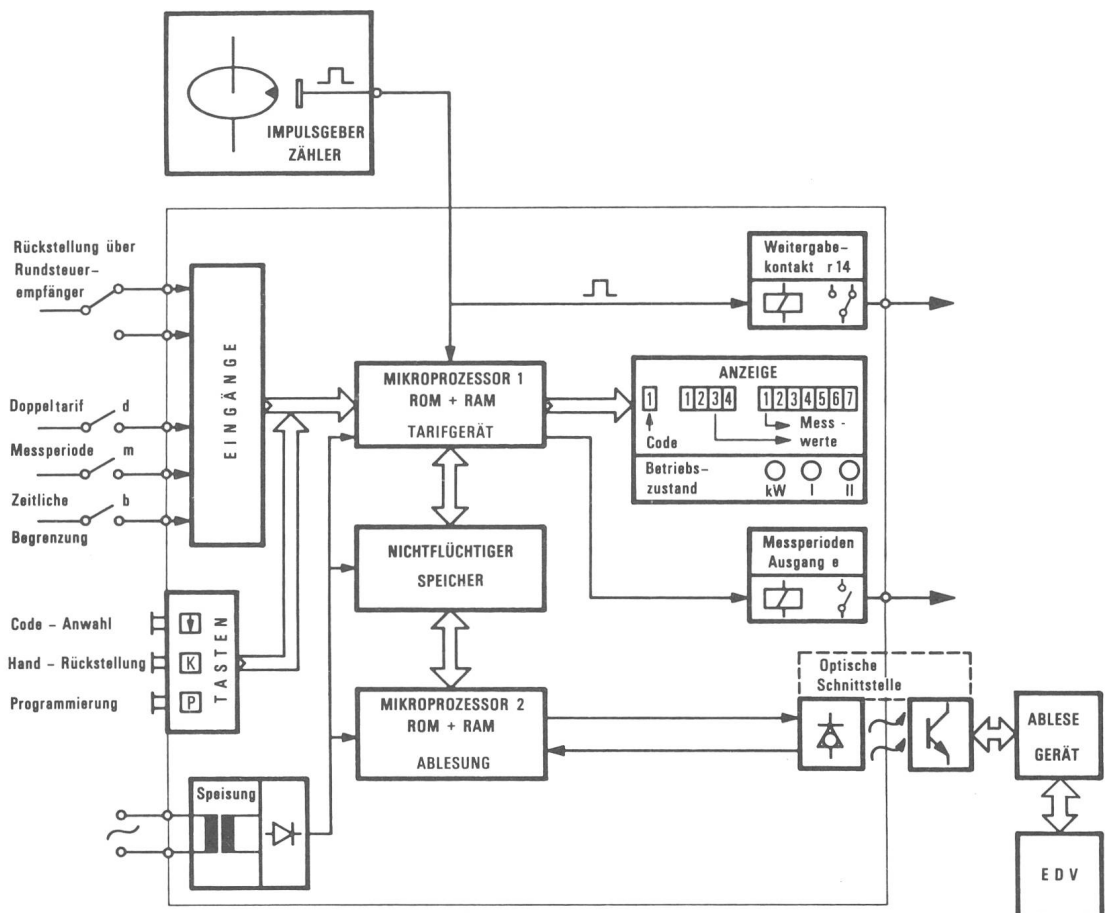 IMPULSGEBER
ZÄHLER
Rückstellung über
Rundsteuer-
empfänger
Doppeltarif d
Messperiode m
Zeitliche b
Begrenzung
EINGÄNGE
Code - Anwahl
Hand - Rückstellung K
Programmierung P
TASTEN
Speisung
MIKROPROZESSOR 1
ROM + RAM
TARIFGERÄT
NICHTFLÜCHTIGER
SPEICHER
MIKROPROZESSOR 2
ROM + RAM
ABLESUNG
Weitergabe-
kontakt r 14
ANZEIGE
1 1234 1234567
Code
Mess-
werte
Betriebs-
zustand
kW I II
Messperioden
Ausgang e
Optische
Schnittstelle
ABLESE
GERÄT
EDV